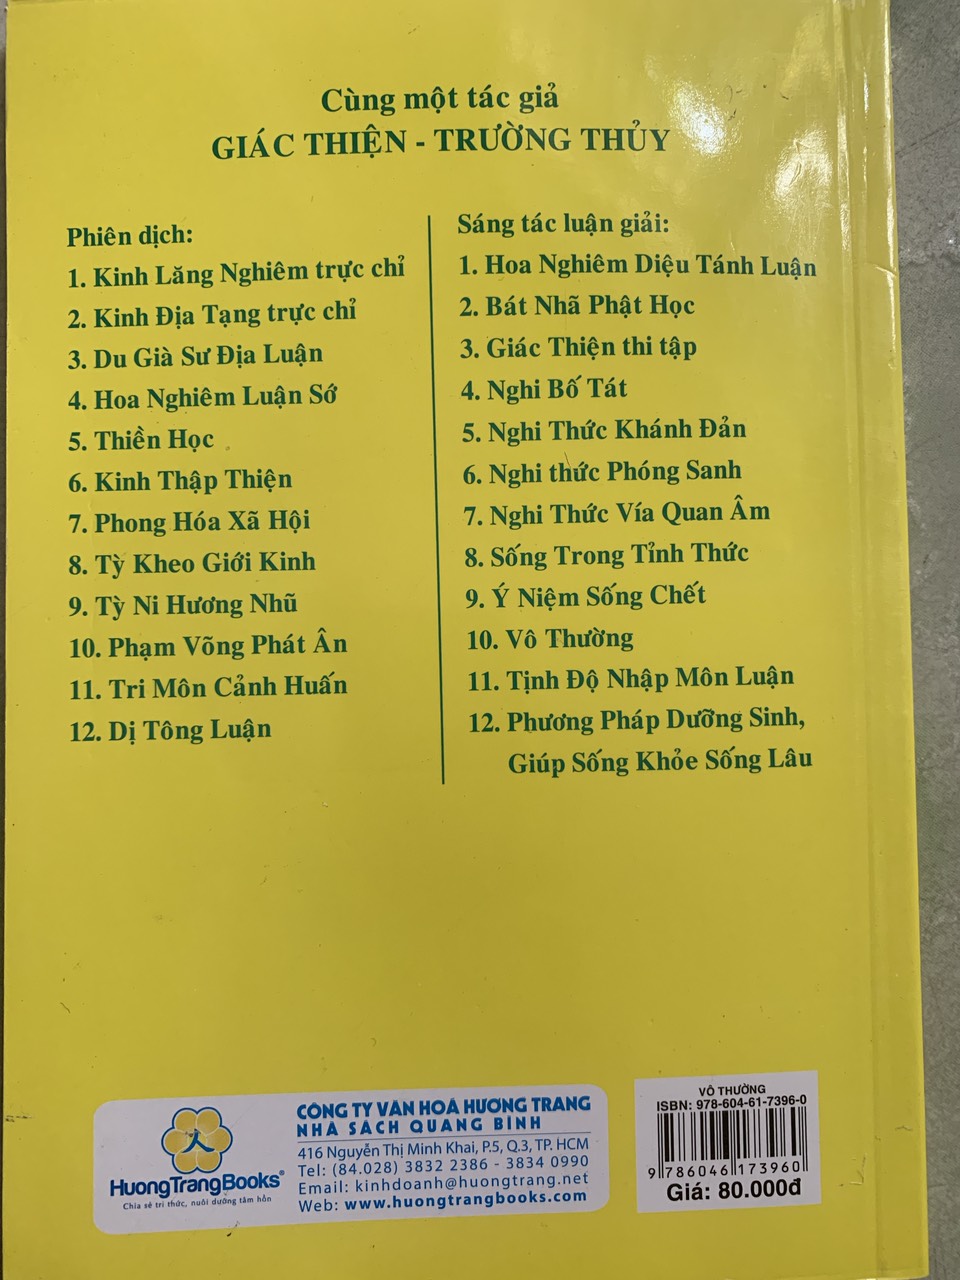 Cùng một tác giả
GIÁC THIỆN - TRƯỜNG THỦY
Phiên dịch:
1. Kinh Lăng Nghiêm trực chỉ
2. Kinh Địa Tạng trực chỉ
3. Du Già Sư Địa Luận
4. Hoa Nghiêm Luận Sớ
5. Thiền Học
6. Kinh Thập Thiện
7. Phong Hóa Xã Hội
8. Tỳ Kheo Giới Kinh
9. Tỳ Ni Hương Nhũ
10. Phạm Võng Phát Ân
11. Tri Môn Cảnh Huấn
12. Dị Tông Luận
Sáng tác luận giải:
1. Hoa Nghiêm Diệu Tánh Luận
2. Bát Nhã Phật Học
3. Giác Thiện thi tập
4. Nghi Bố Tát
5. Nghi Thức Khánh Đản
6. Nghi thức Phóng Sanh
7. Nghi Thức Vía Quan Âm
8. Sống Trong Tỉnh Thức
9. Ý Niệm Sống Chết
10. Vô Thường
11. Tịnh Độ Nhập Môn Luận
12. Phương Pháp Dưỡng Sinh,
Giúp Sống Khỏe Sống Lâu
HuongTrangBooks®
Chia sẻ tri thức, nuôi dưỡng tâm hồn
CÔNG TY VĂN HOÁ HƯƠNG TRANG
NHÀ SÁCH QUANG BÌNH
416 Nguyễn Thị Minh Khai, P.5, Q.3, TP. HCM
Tel: (84.028) 3832 2386 - 3834 0990
Email: kinhdoanh@huongtrang.net
Web: www.huongtrangbooks.com
VÔ THƯỜNG
ISBN: 978-604-61-7396-0
9 786046 173960
Giá: 80.000đ